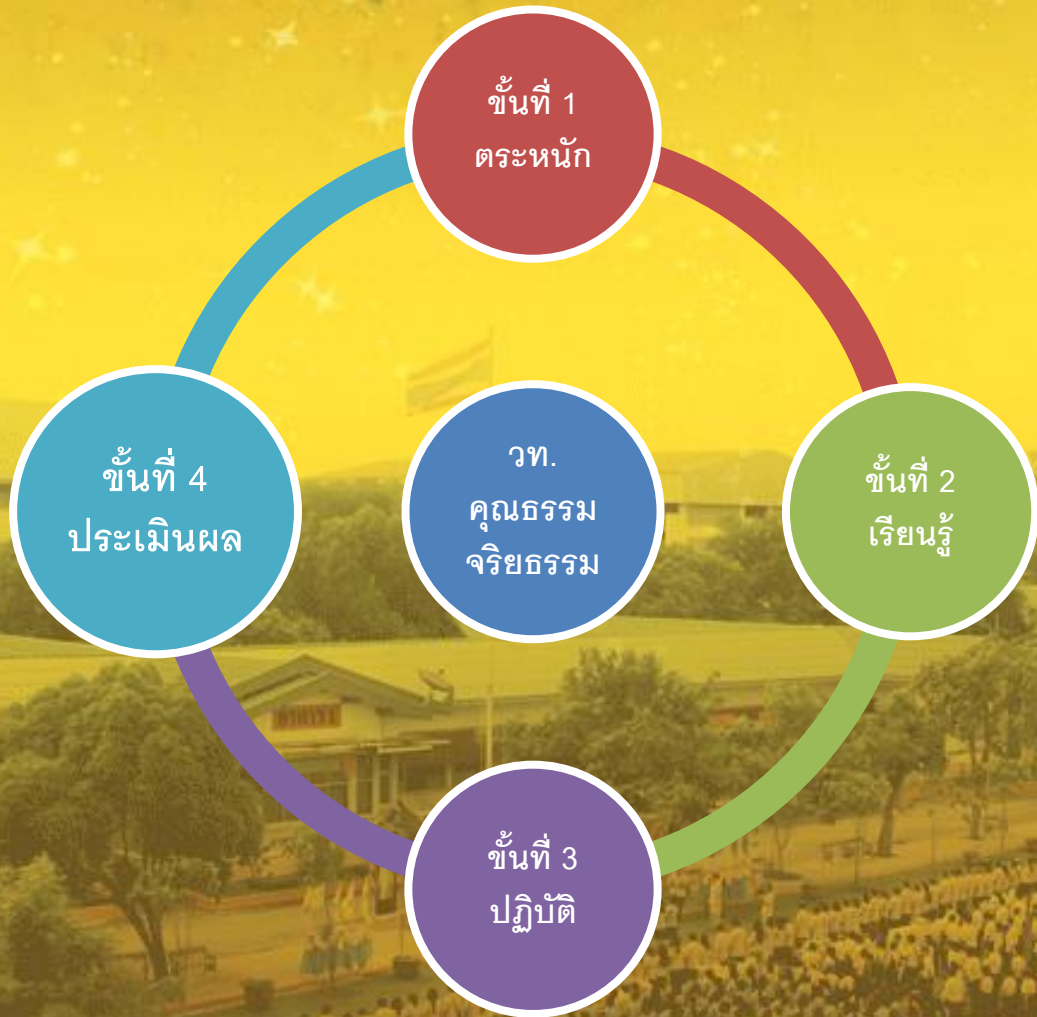 ขั้นที่ 1
ตระหนัก
ขั้นที่ 2
เรียนรู้
ขั้นที่ 3
ปฏิบัติ
ขั้นที่ 4
ประเมินผล
วท.
คุณธรรม
จริยธรรม